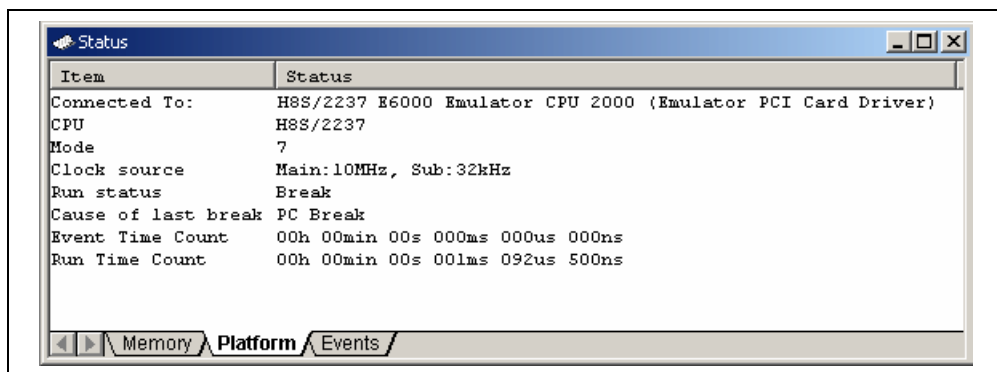 Status
Item Status
Connected To: H8S/2237 E6000 Emulator CPU 2000 (Emulator PCI Card Driver)
CPU H8S/2237
Mode 7
Clock source Main:10MHz, Sub:32kHz
Run status Break
Cause of last break PC Break
Event Time Count 00h 00min 00s 000ms 000us 000ns
Run Time Count 00h 00min 00s 001ms 092us 500ns
Memory Platform Events